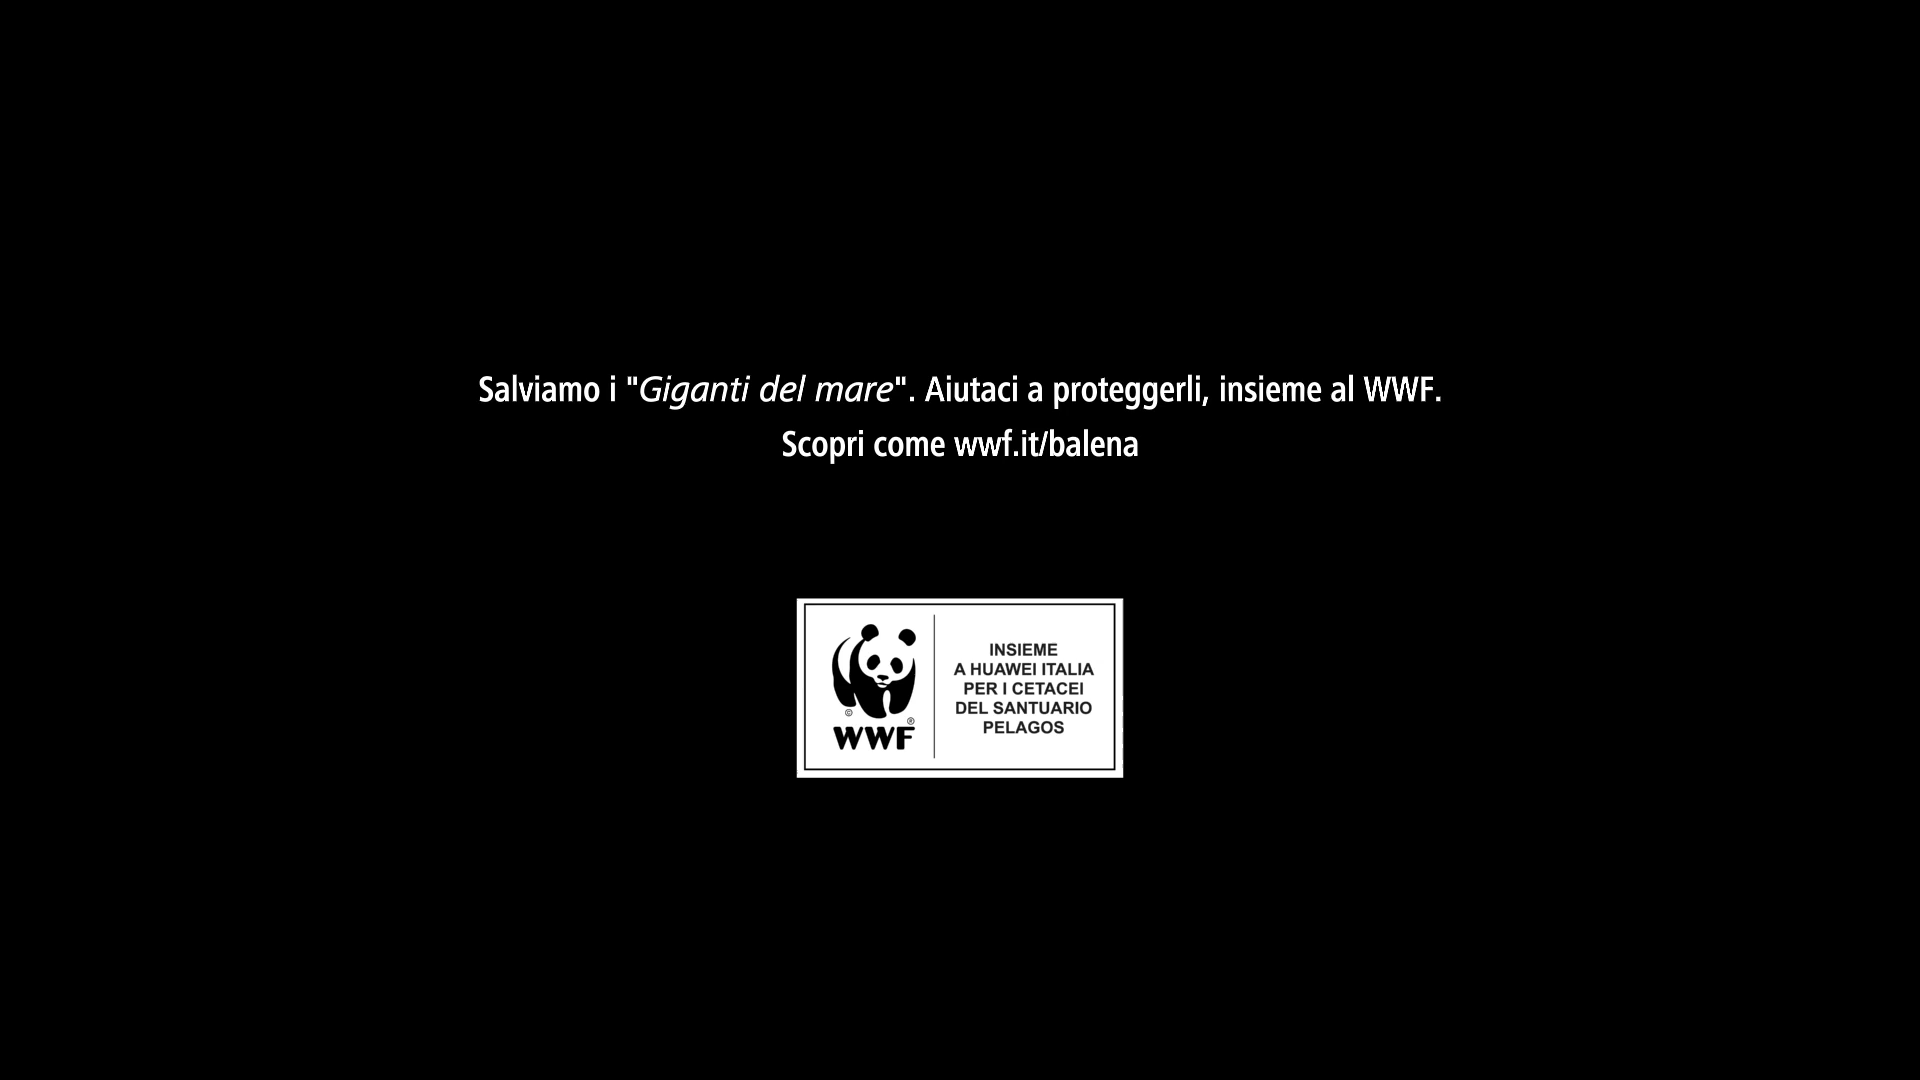 Salviamo i "Giganti del mare". Aiutaci a proteggerli, insieme al WWF.
Scopri come wwf.it/balena
©
®
WWF
INSIEME
A HUAWEI ITALIA
PER I CETACEI
DEL SANTUARIO
PELAGOS